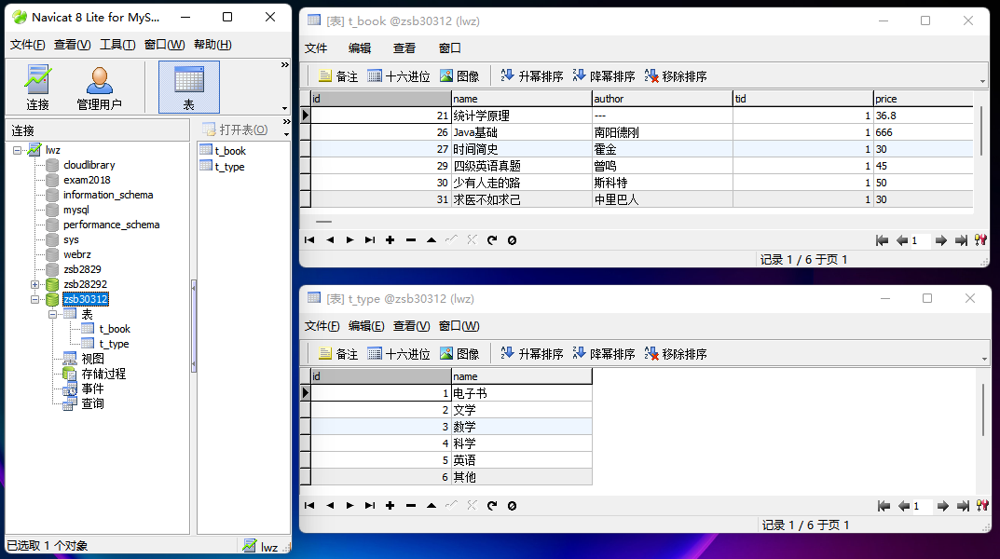 Navicat 8 Lite for MyS...
文件(F) 查看(V) 工具(T) 窗口(W) 帮助(H)
连接 管理用户 表
连接
打开表(O)
lwz
cloudlibrary
exam2018
information_schema
mysql
performance_schema
sys
webrz
zsb2829
zsb28292
zsb30312
表
t_book
t_type
视图
存储过程
事件
查询
t_book
t_type
已选取 1 个对象 lwz
[表] t_book @zsb30312 (lwz)
文件 编辑 查看 窗口
备注 十六进位 图像 升幂排序 降幂排序 移除排序
id name author tid price
21 统计学原理 --- 1 36.8
26 Java基础 南阳德刚 1 666
27 时间简史 霍金 1 30
29 四级英语真题 曾鸣 1 45
30 少有人走的路 斯科特 1 50
31 求医不如求己 中里巴人 1 30
1
记录 1 / 6 于页 1
[表] t_type @zsb30312 (lwz)
文件(F) 编辑(E) 查看(V) 窗口(W)
备注 十六进位 图像 升幂排序 降幂排序 移除排序
id name
1 电子书
2 文学
3 数学
4 科学
5 英语
6 其他
1
记录 1 / 6 于页 1